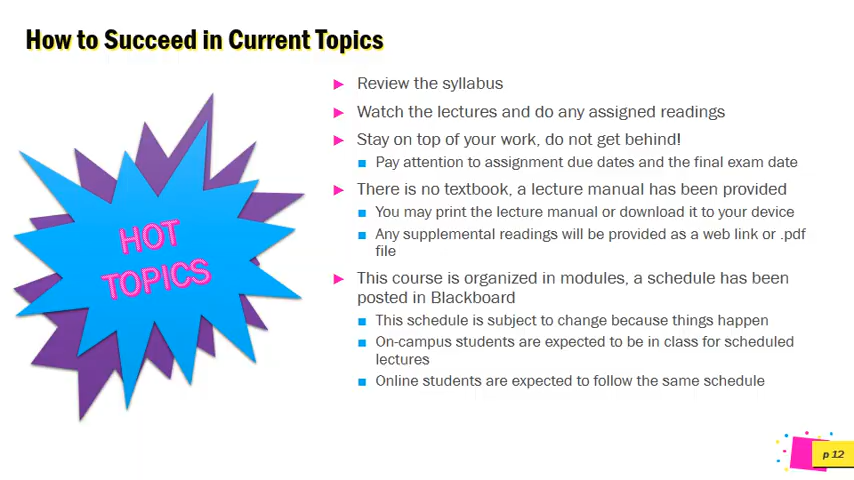 How to Succeed in Current Topics
HOT
TOPICS
Review the syllabus
Watch the lectures and do any assigned readings
Stay on top of your work, do not get behind!
Pay attention to assignment due dates and the final exam date
There is no textbook, a lecture manual has been provided
You may print the lecture manual or download it to your device
Any supplemental readings will be provided as a web link or .pdf
file
This course is organized in modules, a schedule has been
posted in Blackboard
This schedule is subject to change because things happen
On-campus students are expected to be in class for scheduled
lectures
Online students are expected to follow the same schedule
p 12